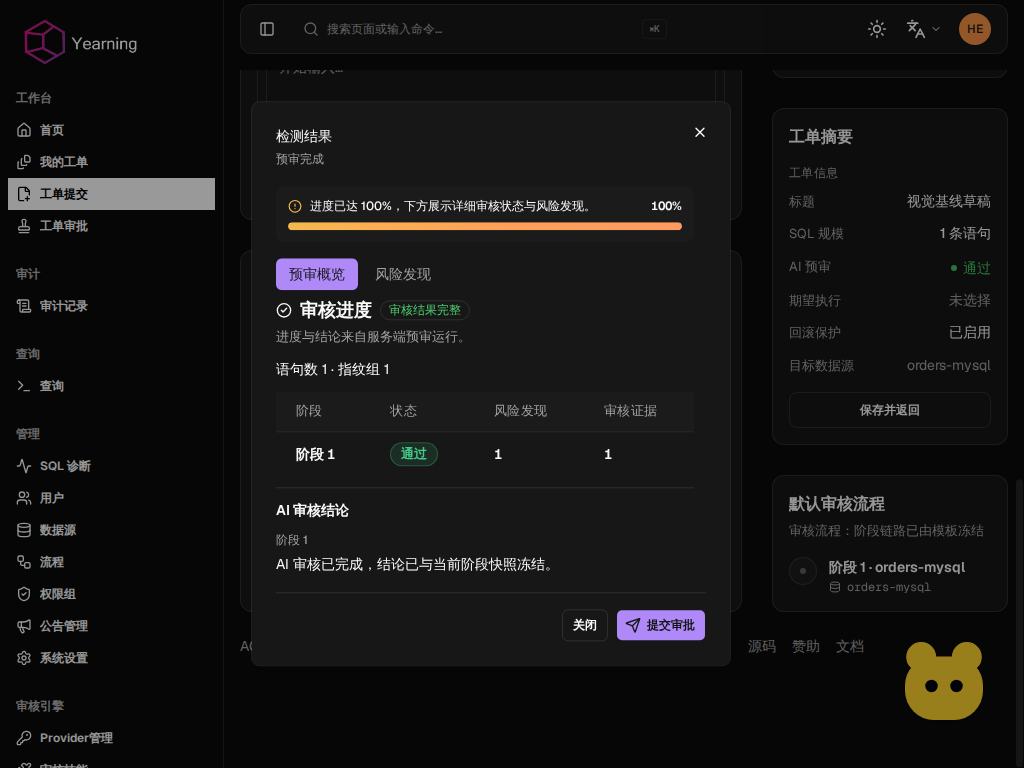 Yearning
搜索页面或输入命令...
⌘K
HE
工作台
首页
我的工单
工单提交
工单审批
审计
审计记录
查询
查询
管理
SQL 诊断
用户
数据源
流程
权限组
公告管理
系统设置
审核引擎
Provider管理
检测结果
预审完成
进度已达 100%，下方展示详细审核状态与风险发现。
100%
预审概览
风险发现
审核进度
审核结果完整
进度与结论来自服务端预审运行。
语句数 1 · 指纹组 1
阶段 状态 风险发现 审核证据
阶段 1 通过 1 1
AI 审核结论
阶段 1
AI 审核已完成，结论已与当前阶段快照冻结。
关闭
提交审批
工单摘要
工单信息
标题 视觉基线草稿
SQL 规模 1 条语句
AI 预审 通过
期望执行 未选择
回滚保护 已启用
目标数据源 orders-mysql
保存并返回
默认审核流程
审核流程：阶段链路已由模板冻结
阶段 1 · orders-mysql
orders-mysql
源码 赞助 文档